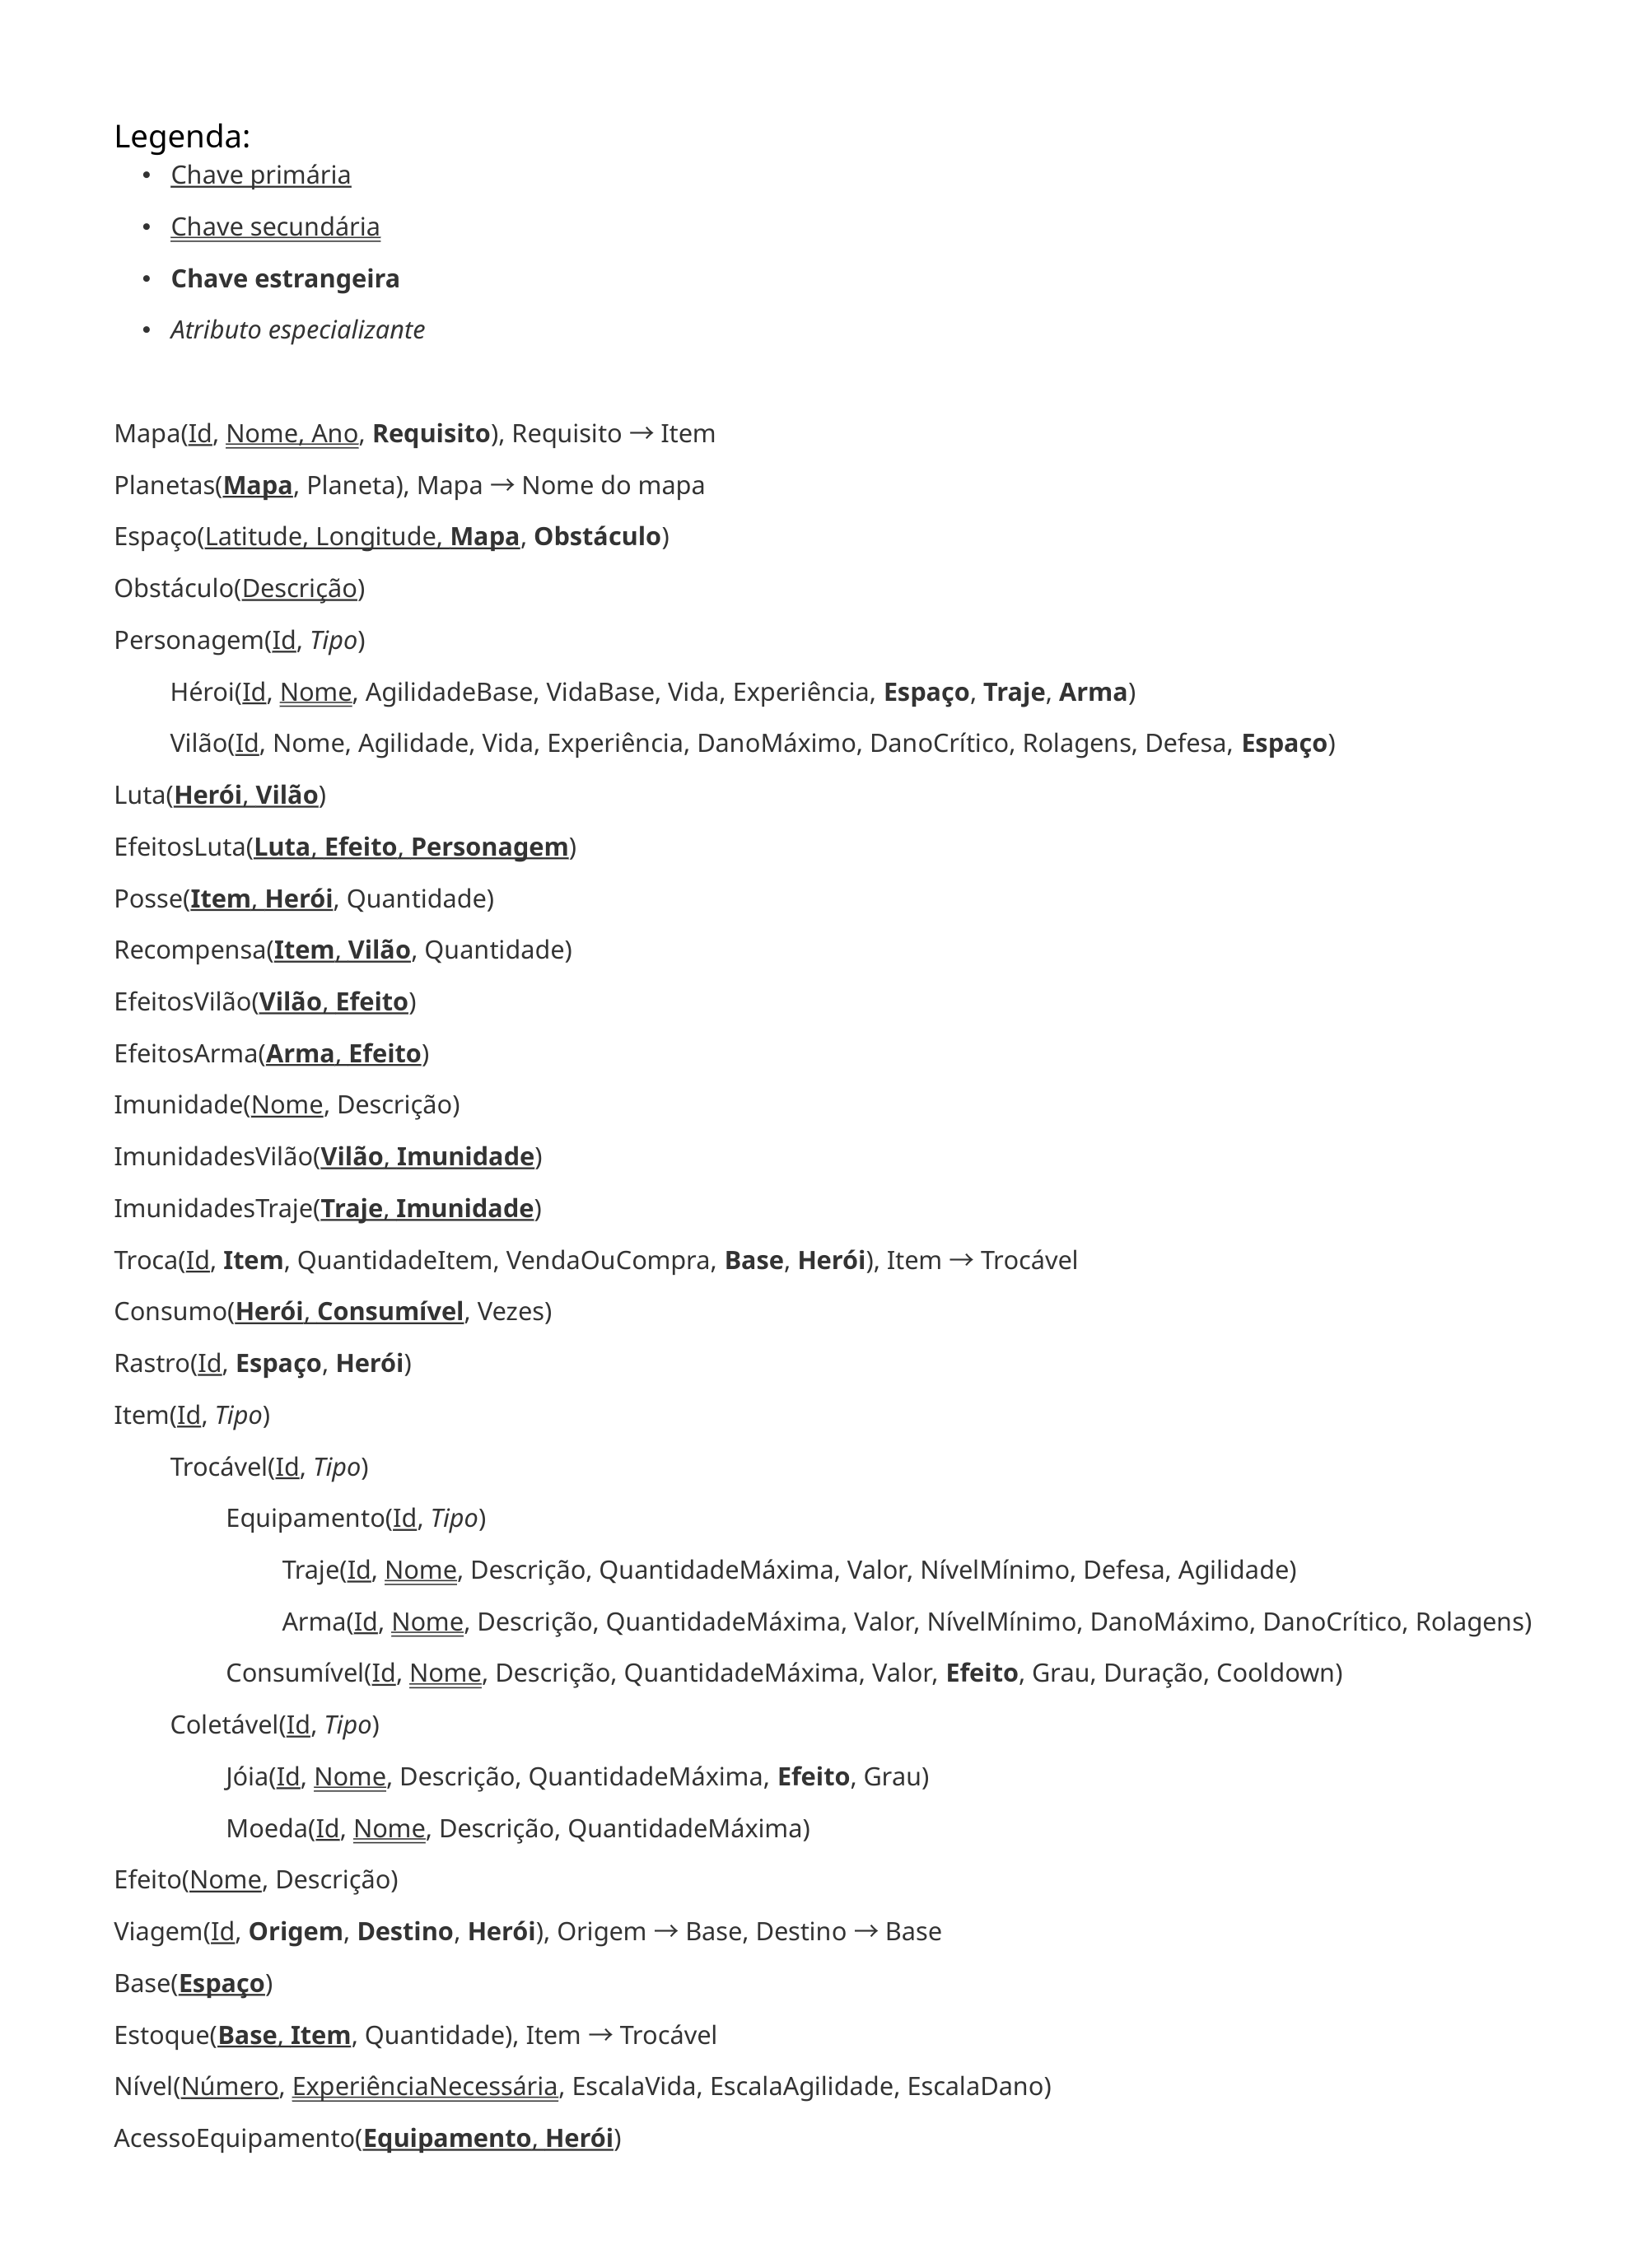 Legenda:
• Chave primária
• Chave secundária
• Chave estrangeira
• Atributo especializante
Mapa(Id, Nome, Ano, Requisito), Requisito → Item
Planetas(Mapa, Planeta), Mapa → Nome do mapa
Espaço(Latitude, Longitude, Mapa, Obstáculo)
Obstáculo(Descrição)
Personagem(Id, Tipo)
Héroi(Id, Nome, AgilidadeBase, VidaBase, Vida, Experiência, Espaço, Traje, Arma)
Vilão(Id, Nome, Agilidade, Vida, Experiência, DanoMáximo, DanoCrítico, Rolagens, Defesa, Espaço)
Luta(Herói, Vilão)
EfeitosLuta(Luta, Efeito, Personagem)
Posse(Item, Herói, Quantidade)
Recompensa(Item, Vilão, Quantidade)
EfeitosVilão(Vilão, Efeito)
EfeitosArma(Arma, Efeito)
Imunidade(Nome, Descrição)
ImunidadesVilão(Vilão, Imunidade)
ImunidadesTraje(Traje, Imunidade)
Troca(Id, Item, QuantidadeItem, VendaOuCompra, Base, Herói), Item → Trocável
Consumo(Herói, Consumível, Vezes)
Rastro(Id, Espaço, Herói)
Item(Id, Tipo)
Trocável(Id, Tipo)
Equipamento(Id, Tipo)
Traje(Id, Nome, Descrição, QuantidadeMáxima, Valor, NívelMínimo, Defesa, Agilidade)
Arma(Id, Nome, Descrição, QuantidadeMáxima, Valor, NívelMínimo, DanoMáximo, DanoCrítico, Rolagens)
Consumível(Id, Nome, Descrição, QuantidadeMáxima, Valor, Efeito, Grau, Duração, Cooldown)
Coletável(Id, Tipo)
Jóia(Id, Nome, Descrição, QuantidadeMáxima, Efeito, Grau)
Moeda(Id, Nome, Descrição, QuantidadeMáxima)
Efeito(Nome, Descrição)
Viagem(Id, Origem, Destino, Herói), Origem → Base, Destino → Base
Base(Espaço)
Estoque(Base, Item, Quantidade), Item → Trocável
Nível(Número, ExperiênciaNecessária, EscalaVida, EscalaAgilidade, EscalaDano)
AcessoEquipamento(Equipamento, Herói)